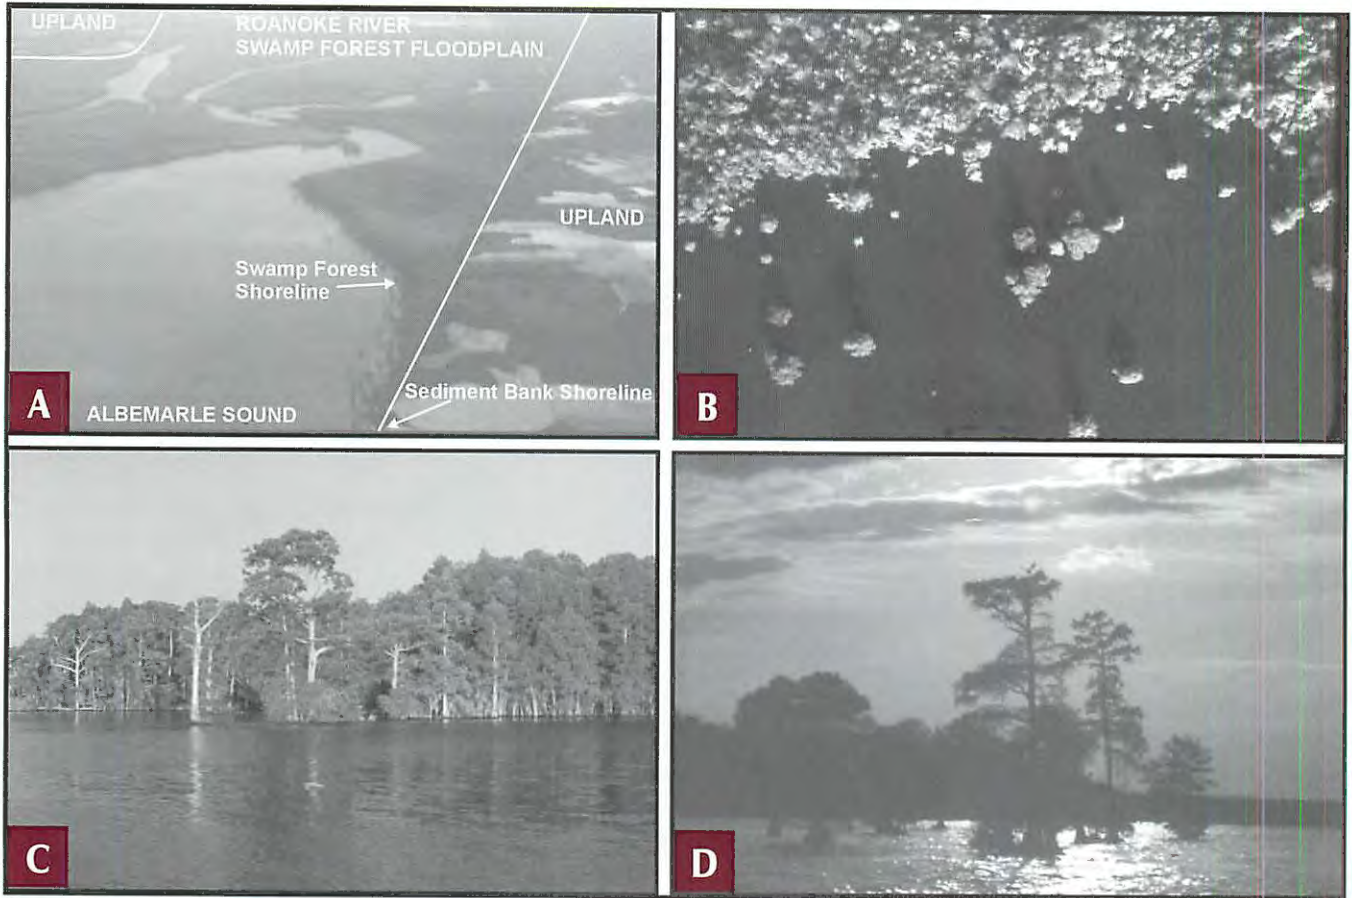 UPLAND
ROANOKE RIVER
SWAMP FOREST FLOODPLAIN
UPLAND
Swamp Forest
Shoreline
Sediment Bank Shoreline
A
ALBEMARLE SOUND
B
C
D